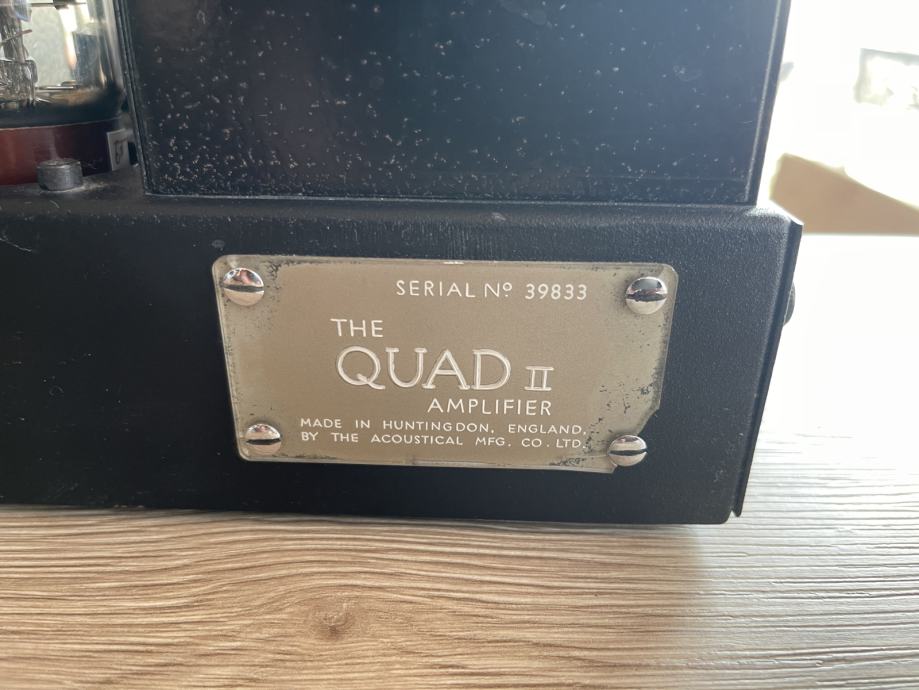 SERIAL Nº 39833
THE
QUAD II
AMPLIFIER
MADE IN HUNTINGDON, ENGLAND,
BY THE ACOUSTICAL MFG. CO. LTD.